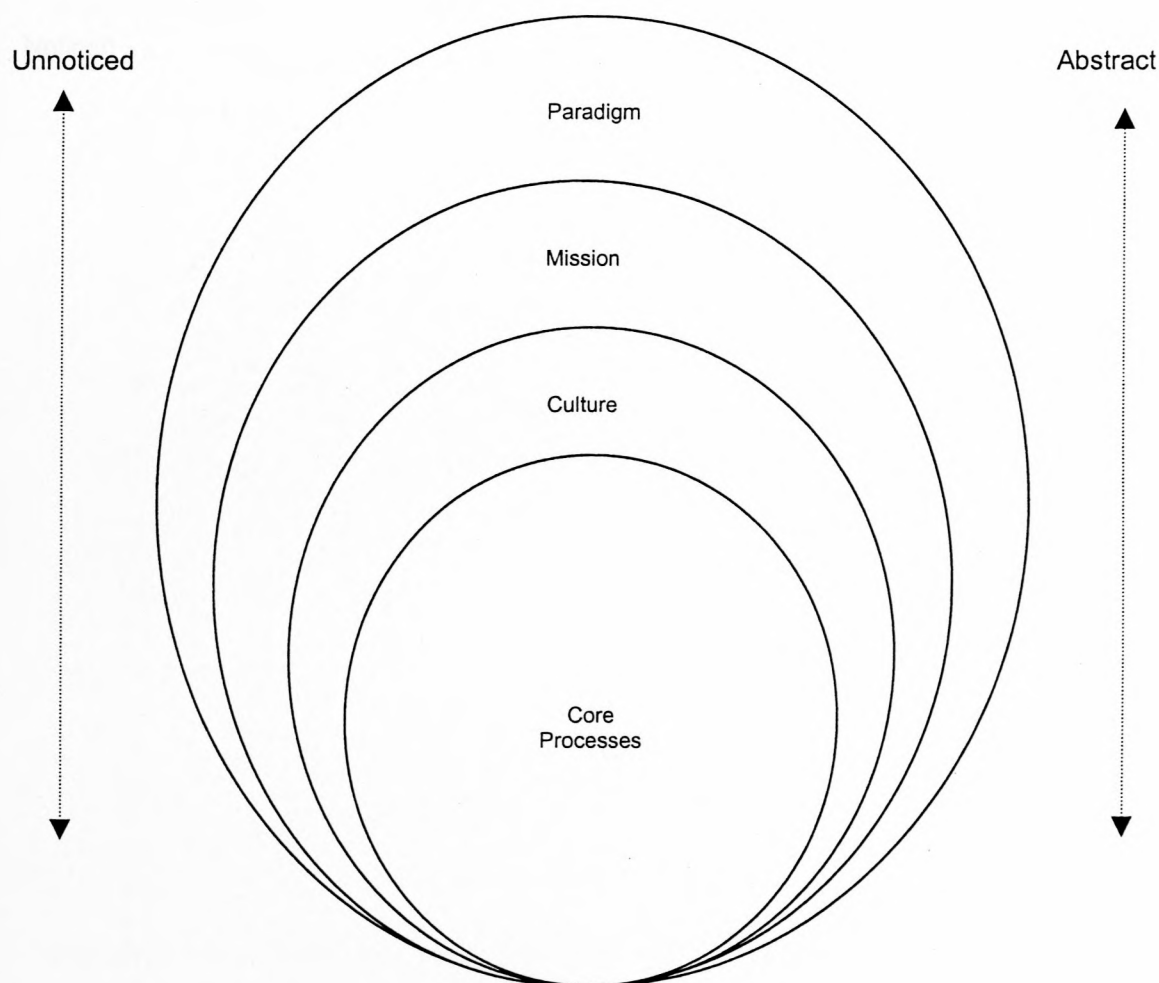 Unnoticed
Abstract
Paradigm
Mission
Culture
Core
Processes